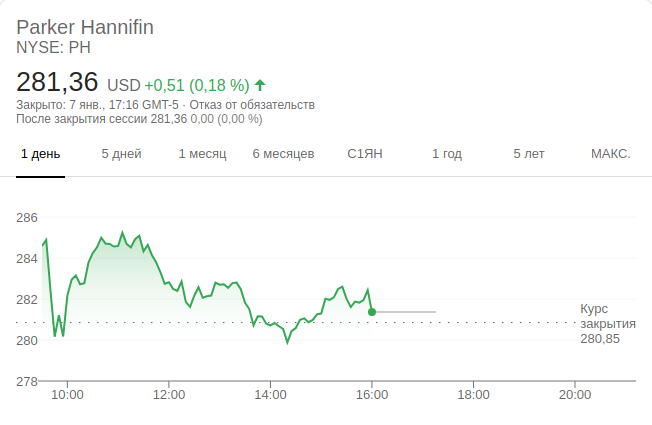 Parker Hannifin
NYSE: PH
281,36 USD +0,51 (0,18 %)
Закрыто: 7 янв., 17:16 GMT-5 · Отказ от обязательств
После закрытия сессии 281,36 0,00 (0,00 %)
1 день 5 дней 1 месяц 6 месяцев С1ЯН 1 год 5 лет МАКС.
286
284
282
280
278
Курс
закрытия
280,85
10:00 12:00 14:00 16:00 18:00 20:00